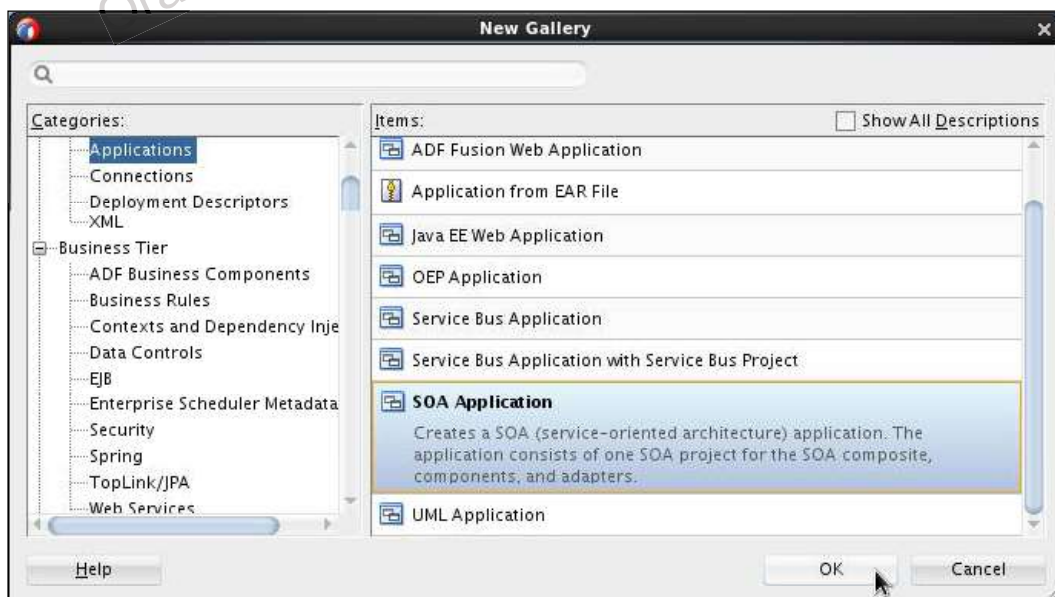 New Gallery
Categories:
Applications
Connections
Deployment Descriptors
XML
Business Tier
ADF Business Components
Business Rules
Contexts and Dependency Inje
Data Controls
EJB
Enterprise Scheduler Metadata
Security
Spring
TopLink/JPA
Web Services
Items:
Show All Descriptions
ADF Fusion Web Application
Application from EAR File
Java EE Web Application
OEP Application
Service Bus Application
Service Bus Application with Service Bus Project
SOA Application
Creates a SOA (service-oriented architecture) application. The
application consists of one SOA project for the SOA composite,
components, and adapters.
UML Application
Help
OK
Cancel